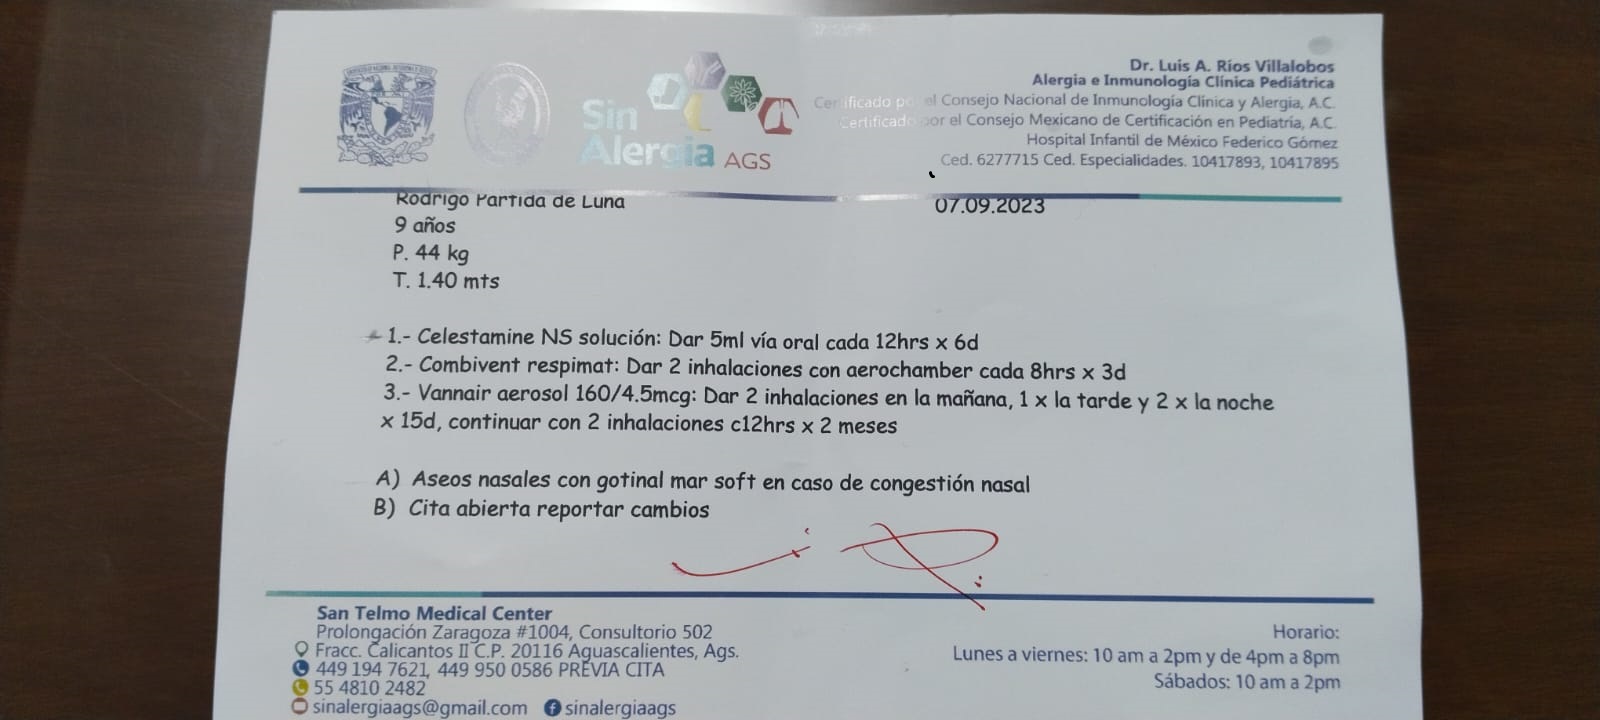 Sin
Alergia AGS
Dr. Luis A. Ríos Villalobos
Alergia e Inmunología Clínica Pediátrica
Certificado por el Consejo Nacional de Inmunología Clínica y Alergia, A.C.
Certificado por el Consejo Mexicano de Certificación en Pediatría, A.C.
Hospital Infantil de México Federico Gómez
Ced. 6277715 Ced. Especialidades. 10417893, 10417895
Rodrigo Partida de Luna 07.09.2023
9 años
P. 44 kg
T. 1.40 mts
1.- Celestamine NS solución: Dar 5ml vía oral cada 12hrs x 6d
2.- Combivent respimat: Dar 2 inhalaciones con aerochamber cada 8hrs x 3d
3.- Vannair aerosol 160/4.5mcg: Dar 2 inhalaciones en la mañana, 1 x la tarde y 2 x la noche
x 15d, continuar con 2 inhalaciones c12hrs x 2 meses
A) Aseos nasales con gotinal mar soft en caso de congestión nasal
B) Cita abierta reportar cambios
San Telmo Medical Center
Prolongación Zaragoza #1004, Consultorio 502
Fracc. Calicantos II C.P. 20116 Aguascalientes, Ags.
449 194 7621, 449 950 0586 PREVIA CITA
55 4810 2482
sinalergiaags@gmail.com sinalergiaags
Horario:
Lunes a viernes: 10 am a 2pm y de 4pm a 8pm
Sábados: 10 am a 2pm